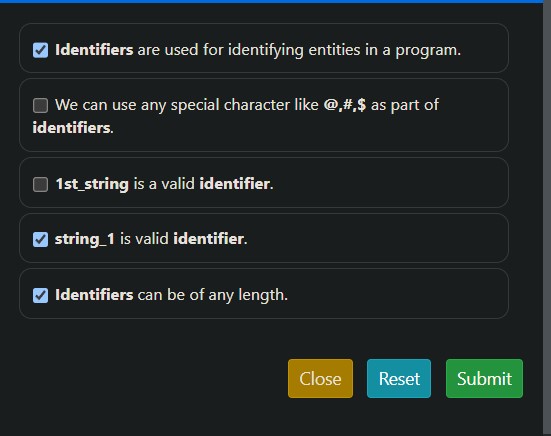 Identifiers are used for identifying entities in a program.
We can use any special character like @,#,$ as part of
identifiers.
1st_string is a valid identifier.
string_1 is valid identifier.
Identifiers can be of any length.
Close Reset Submit